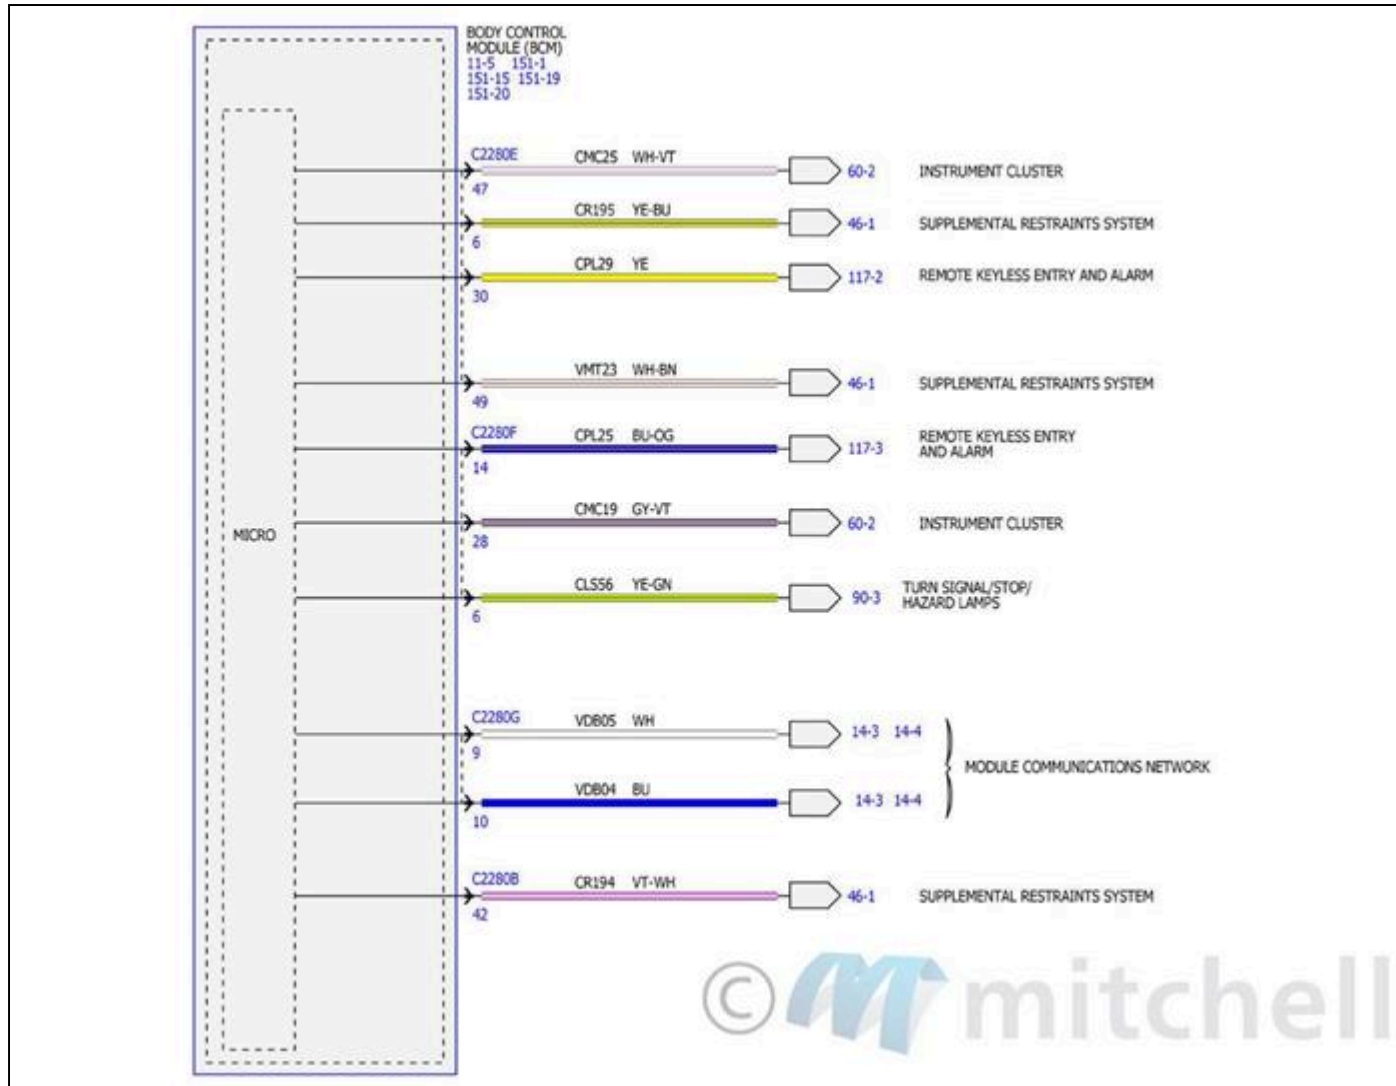 BODY CONTROL
MODULE (BCM)
11-5 151-1
151-15 151-19
151-20
C2280E CMC25 WH-VT
47 60-2 INSTRUMENT CLUSTER
CR195 YE-BU
6 46-1 SUPPLEMENTAL RESTRAINTS SYSTEM
CPL29 YE
30 117-2 REMOTE KEYLESS ENTRY AND ALARM
VMT23 WH-BN
49 46-1 SUPPLEMENTAL RESTRAINTS SYSTEM
C2280F CPL25 BU-OG
14 117-3 REMOTE KEYLESS ENTRY
AND ALARM
CMC19 GY-VT
28 60-2 INSTRUMENT CLUSTER
MICRO
CLS56 YE-GN
6 90-3 TURN SIGNAL/STOP/
HAZARD LAMPS
C2280G VDB05 WH
9 14-3 14-4
MODULE COMMUNICATIONS NETWORK
VDB04 BU
10 14-3 14-4
C2280B CR194 VT-WH
42 46-1 SUPPLEMENTAL RESTRAINTS SYSTEM
© mitchell